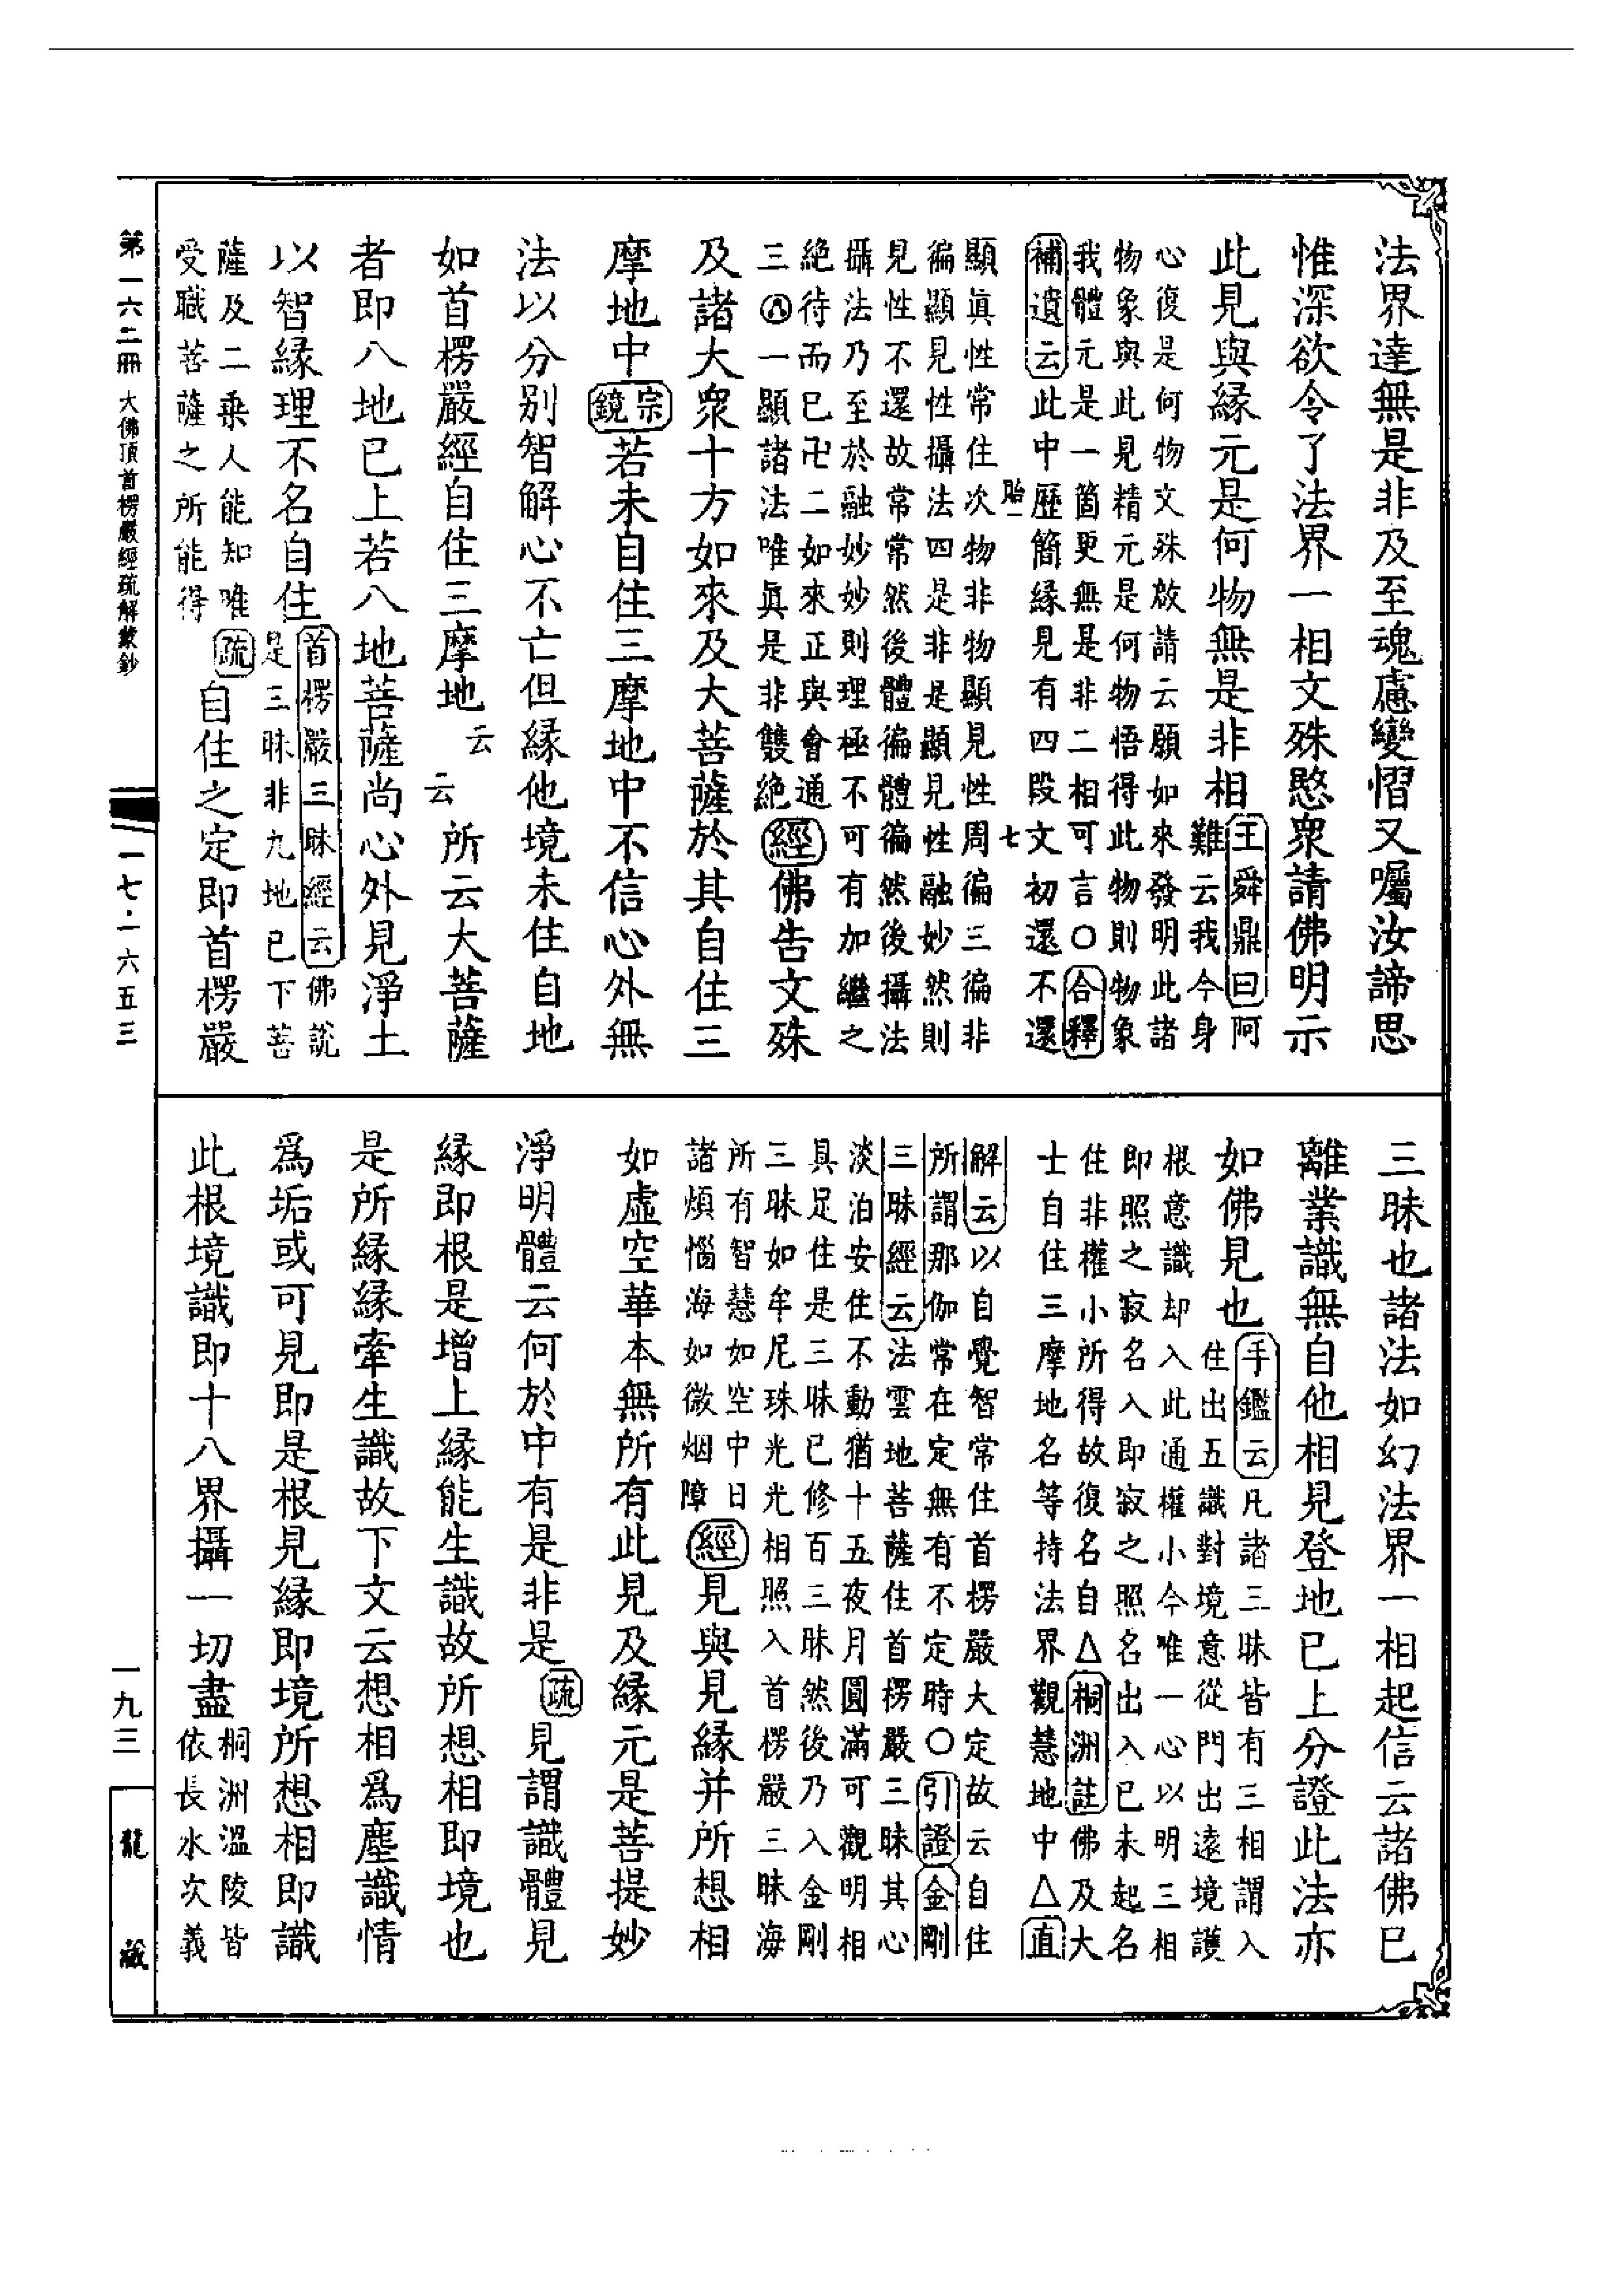 法界達無是非及至魂慮變慴又囑汝諦思
惟深欲令了法界一相文殊愍衆請佛明示
此見與緣元是何物無是非相
王舜鼎曰阿
難云我今身
心復是何物文殊啟請云願如來發明此諸
物象與此見精元是何物悟得此物則物象
我體元是一箇更無是非二相可言○合釋
補遺云此中歷簡緣見有四段文初還不還
顯眞性常住次物非物顯見性周徧三徧非
徧顯見性攝法四是非是顯見性融妙然則
見性不還故常常然後體徧體徧然後攝法
攝法乃至於融妙妙則理極不可有加繼之
絶待而已卍二如來正與會通
三Ⓐ一顯諸法唯眞是非雙絶
經佛告文殊
及諸大衆十方如來及大菩薩於其自住三
摩地中宗鏡若未自住三摩地中不信心外無
法以分別智解心不亡但緣他境未住自地
如首楞嚴經自住三摩地云云所云大菩薩
者即八地已上若八地菩薩尚心外見淨土
以智緣理不名自住
首楞嚴三昧經云佛說
是三昧非九地已下菩
薩及二乘人能知唯
受職菩薩之所能得
疏自住之定即首楞嚴
第一六二冊 大佛頂首楞嚴經疏解蒙鈔
一七·六五三
三昧也諸法如幻法界一相起信云諸佛已
離業識無自他相見登地已上分證此法亦
如佛見也
手鑑云凡諸三昧皆有三相謂入
住出五識對境意從門出遠境護
根意識却入此通權小今唯一心以明三相
即照之寂名入即寂之照名出入已未起名
住非權小所得故復名自△桐洲註佛及大
士自住三摩地名等持法界觀慧地中△直
解云以自覺智常住首楞嚴大定故云自住
所謂那伽常在定無有不定時○引證金剛
三昧經云法雲地菩薩住首楞嚴三昧其心
淡泊安住不動猶十五夜月圓滿可觀明相
具足住是三昧已修百三昧然後乃入金剛
三昧如牟尼珠光光相照入首楞嚴三昧海
所有智慧如空中日
諸煩惱海如微烟障
經見與見緣并所想相
如虛空華本無所有此見及緣元是菩提妙
淨明體云何於中有是非是疏見謂識體見
緣即根是增上緣能生識故所想相即境也
是所緣緣牽生識故下文云想相爲塵識情
爲垢或可見即是根見緣即境所想相即識
此根境識即十八界攝一切盡
桐洲溫陵皆
依長水次義
一九三
龍
藏